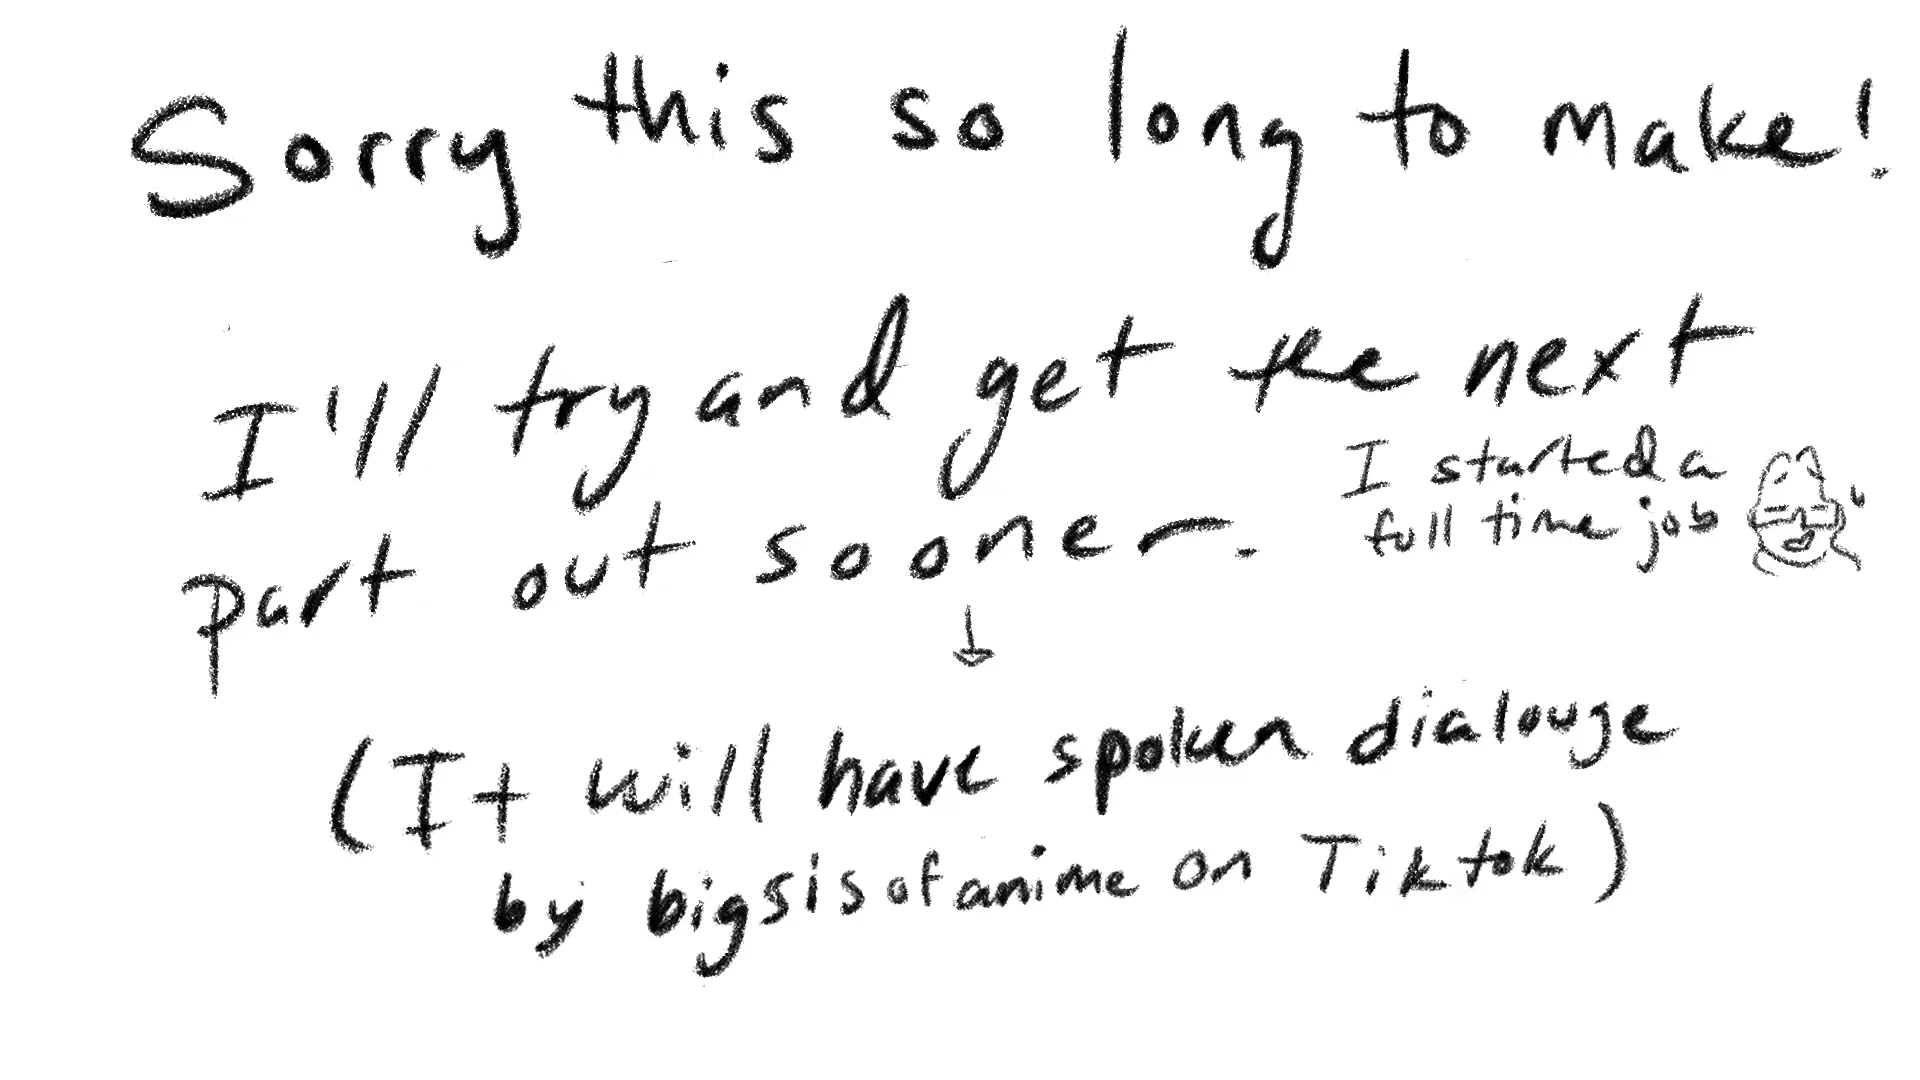 Sorry this so long to make!
I'll try and get the next
part out sooner.
I started a
full time job
(It will have spoken dialouge
by bigsisofanime on Tiktok)